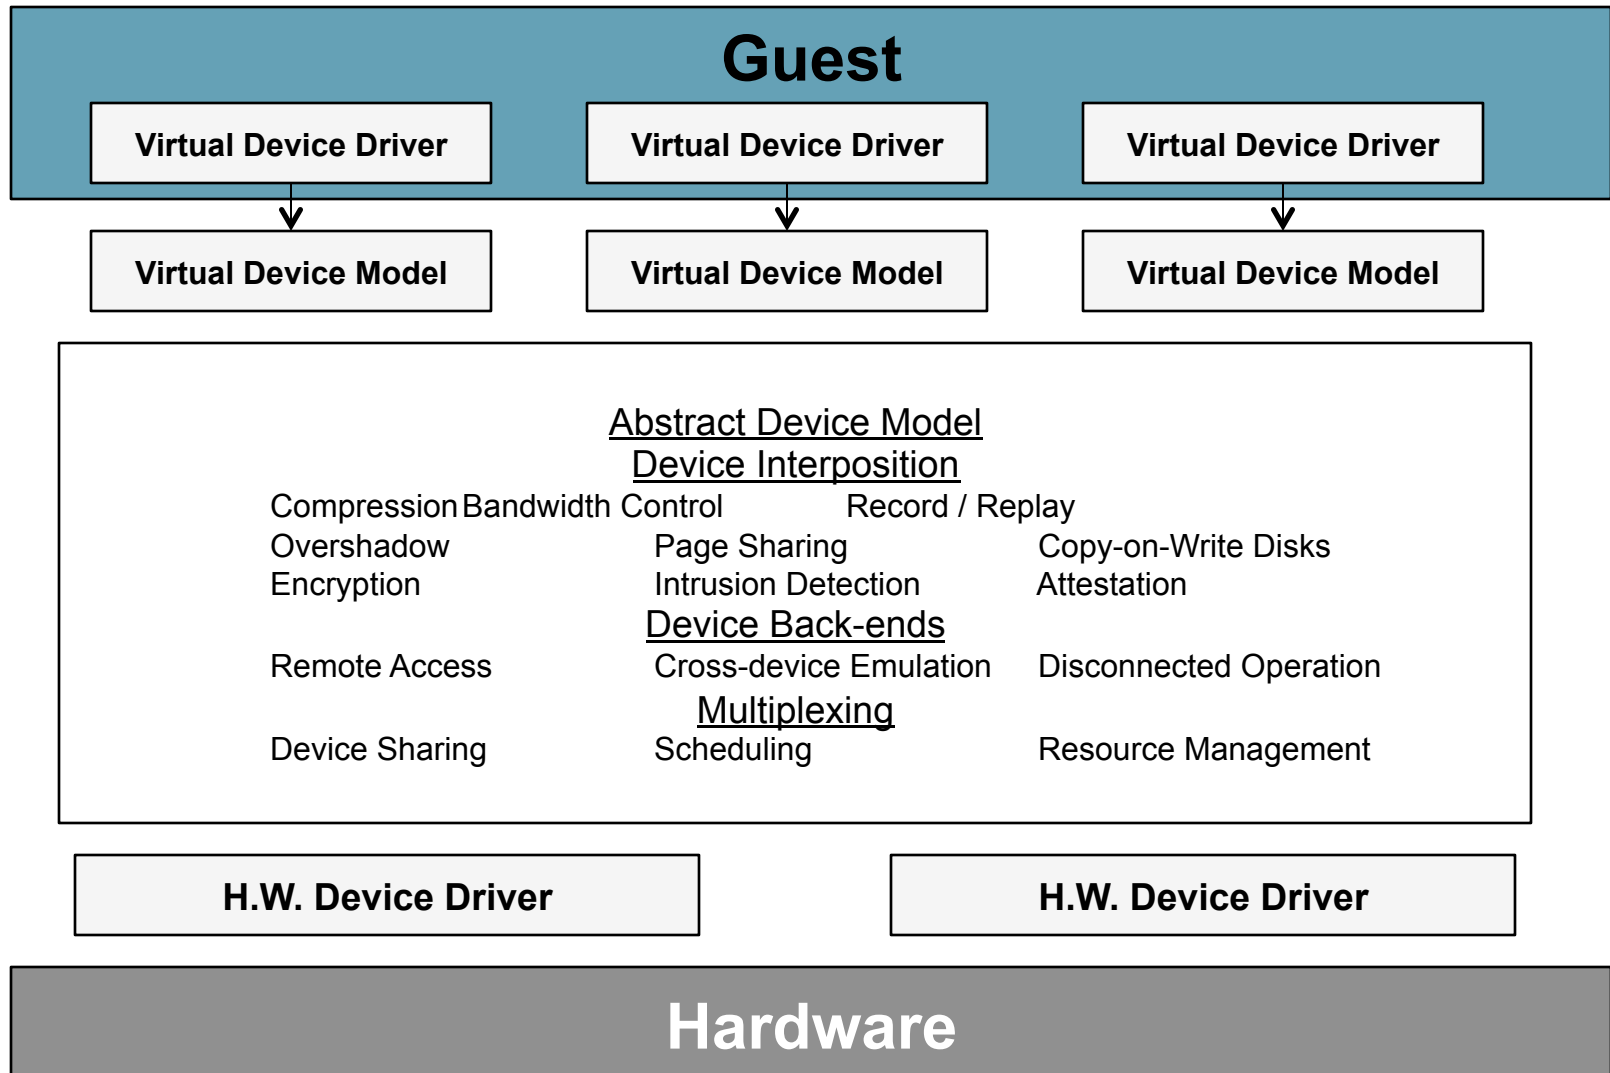 Guest
Virtual Device Driver Virtual Device Driver Virtual Device Driver
Virtual Device Model Virtual Device Model Virtual Device Model
Abstract Device Model
Device Interposition
Compression Bandwidth Control Record / Replay
Overshadow Page Sharing Copy-on-Write Disks
Encryption Intrusion Detection Attestation
Device Back-ends
Remote Access Cross-device Emulation Disconnected Operation
Multiplexing
Device Sharing Scheduling Resource Management
H.W. Device Driver H.W. Device Driver
Hardware